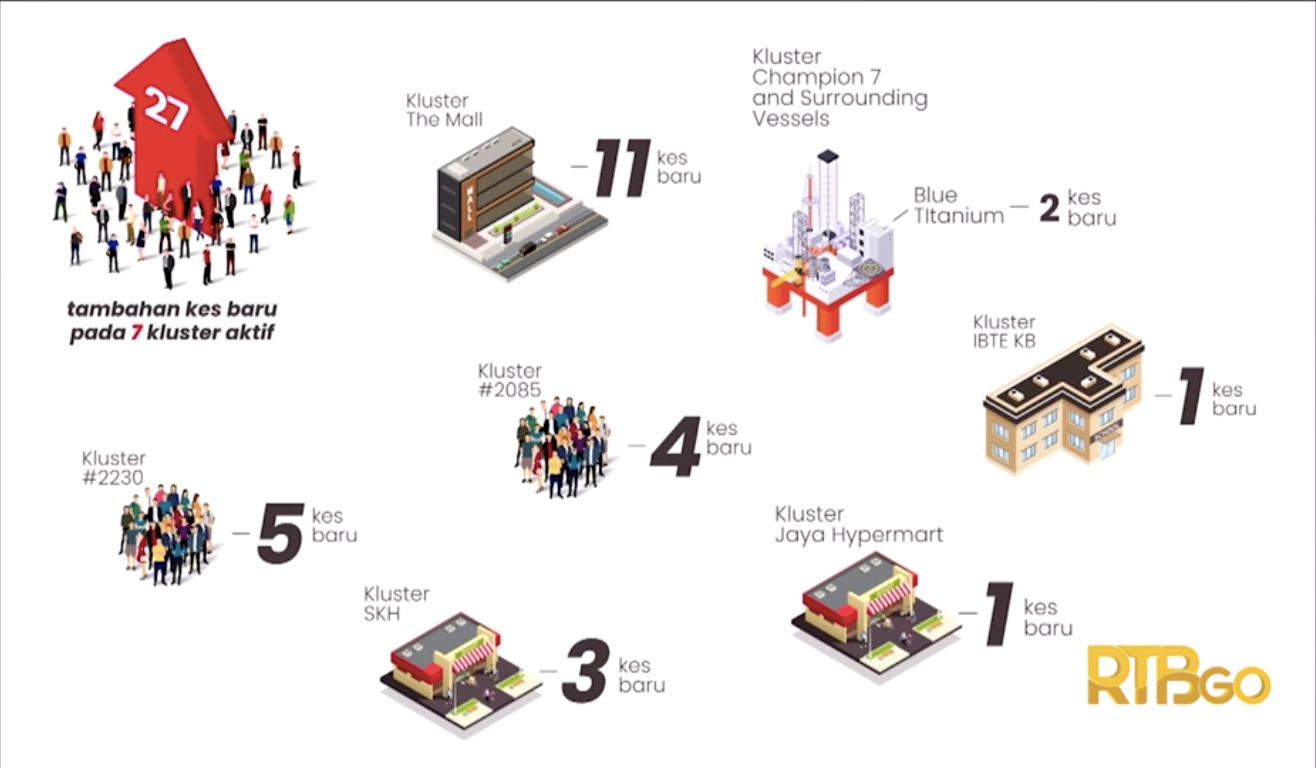 27
tambahan kes baru
pada 7 kluster aktif
Kluster
The Mall
MALL
11 kes
baru
Kluster
Champion 7
and Surrounding
Vessels
Blue
TItanium
2 kes
baru
Kluster
IBTE KB
SCHOOL
1 kes
baru
Kluster
#2085
4 kes
baru
Kluster
#2230
5 kes
baru
Kluster
SKH
3 kes
baru
Kluster
Jaya Hypermart
1 kes
baru
RTBGO